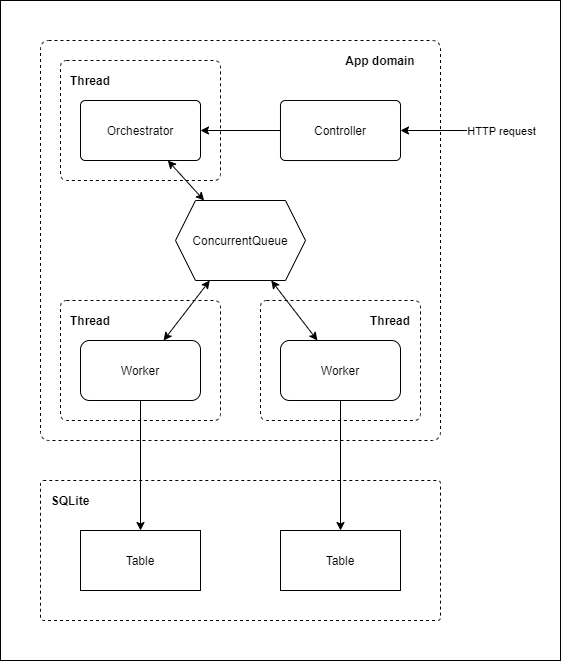 App domain
Thread
Orchestrator
Controller
HTTP request
ConcurrentQueue
Thread
Thread
Worker
Worker
SQLite
Table
Table